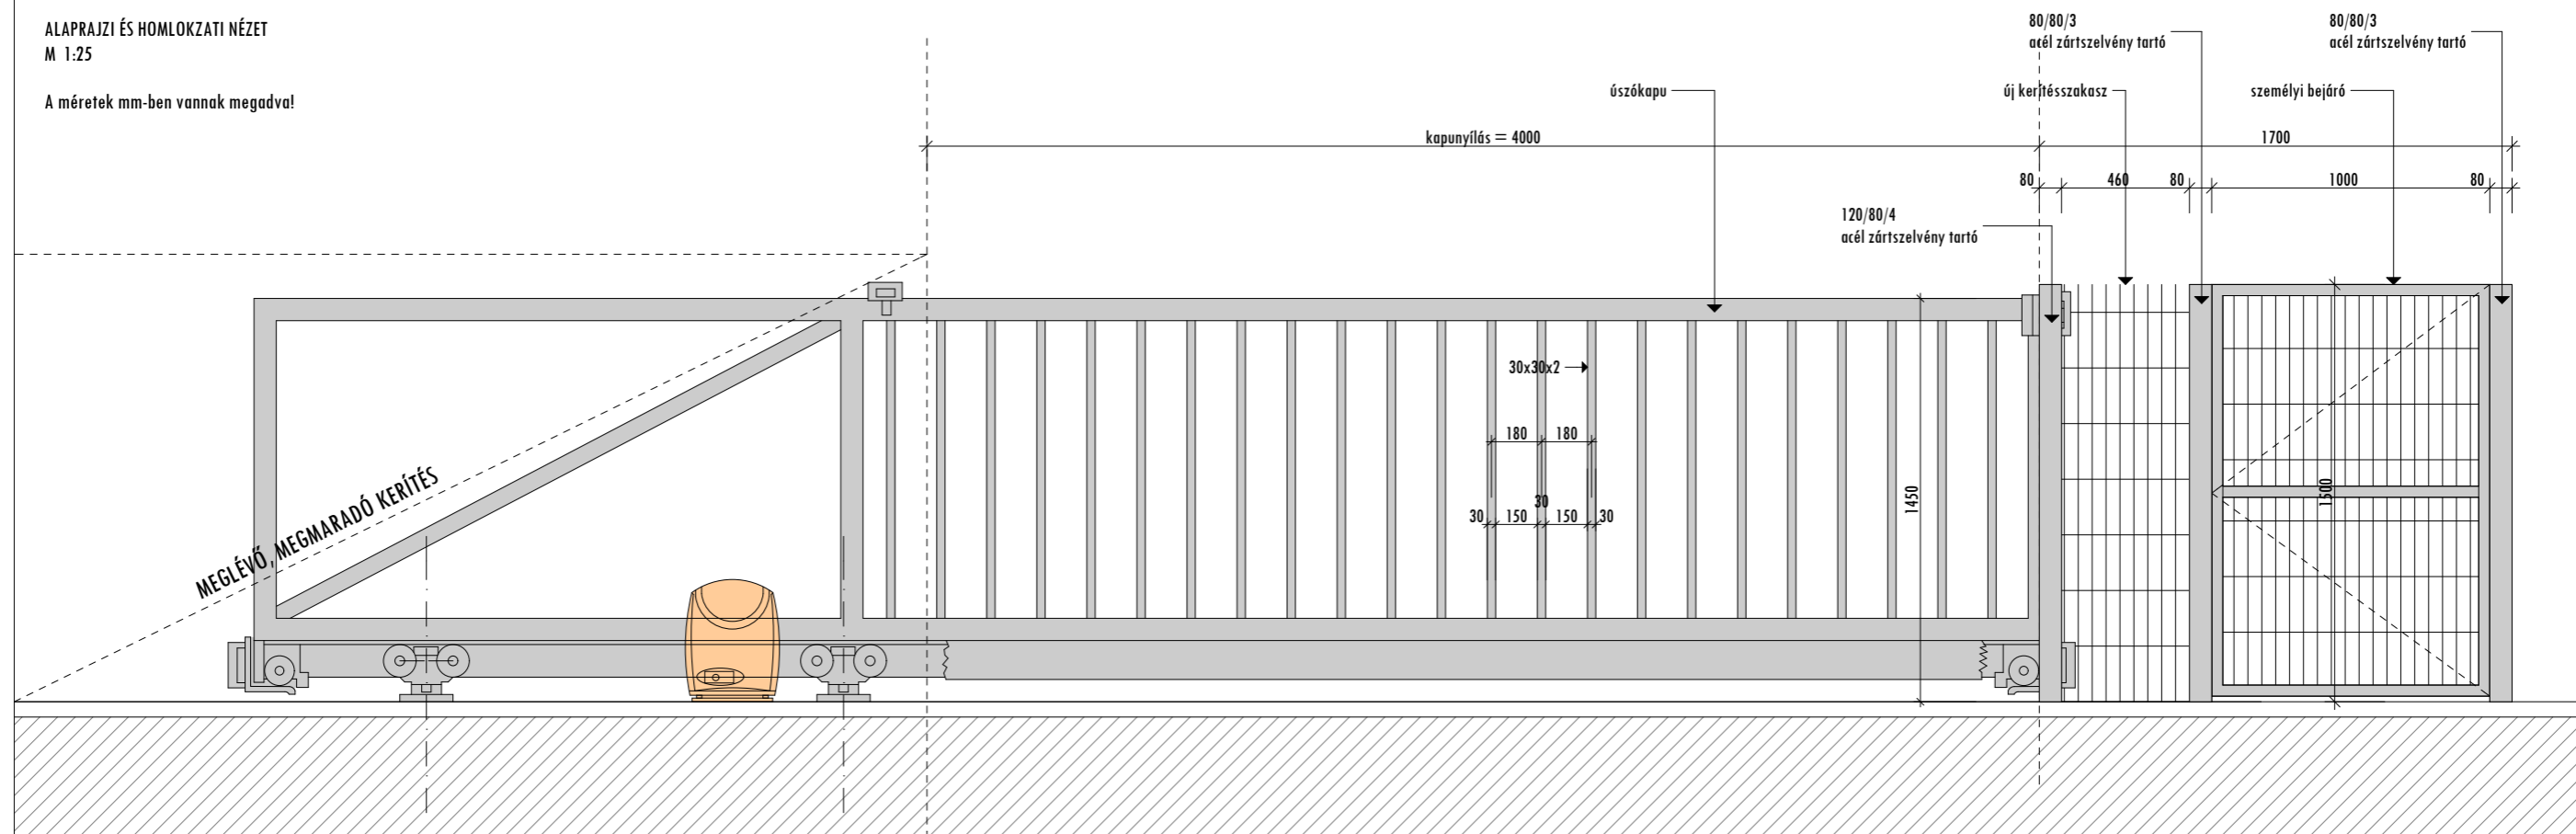 ALAPRAJZI ÉS HOMLOKZATI NÉZET
M 1:25
A méretek mm-ben vannak megadva!
80/80/3
acél zártszelvény tartó
80/80/3
acél zártszelvény tartó
úszókapu
új kerítésszakasz
személyi bejáró
kapunyílás = 4000
1700
80
460
80
1000
80
120/80/4
acél zártszelvény tartó
30x30x2
180
180
30
30
150
150
30
1450
1500
MEGLÉVŐ, MEGMARADÓ KERÍTÉS